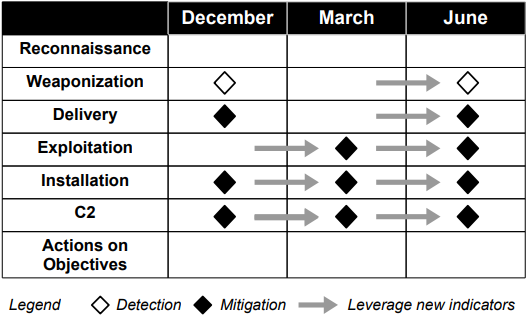 December March June
Reconnaissance
Weaponization
Delivery
Exploitation
Installation
C2
Actions on
Objectives
Legend Detection Mitigation Leverage new indicators